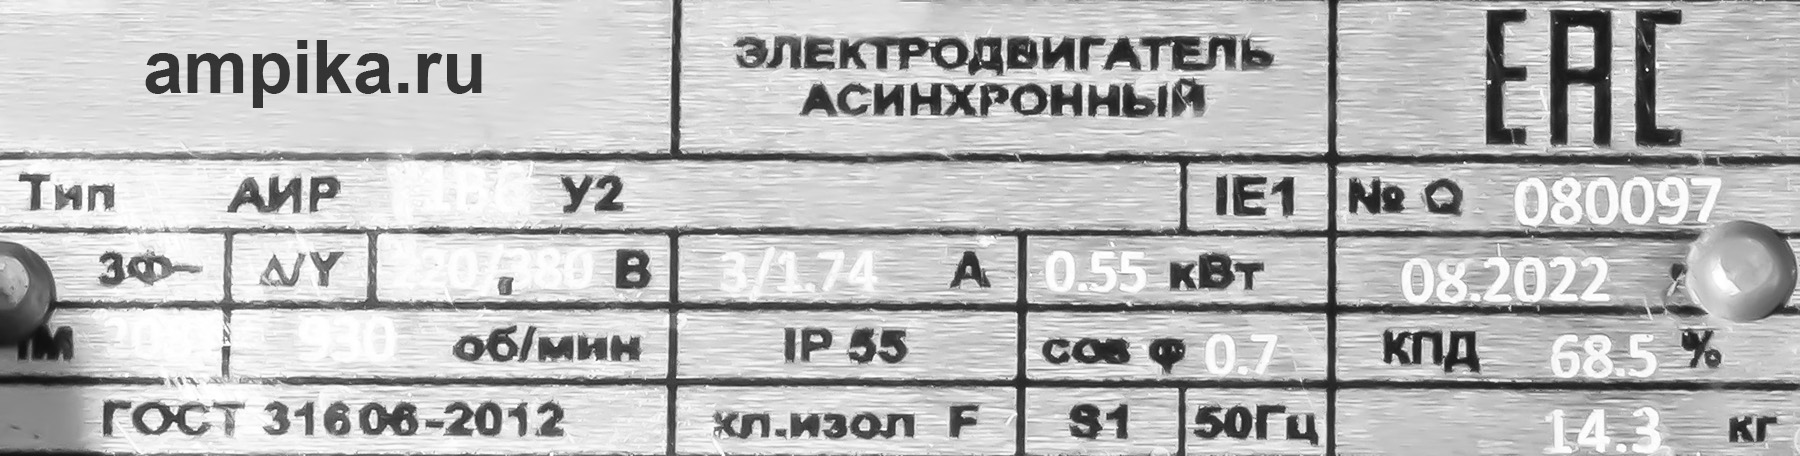 ampika.ru
ЭЛЕКТРОДВИГАТЕЛЬ
АСИНХРОННЫЙ
ЕАС
Тип АИР У2 IE1 № Q 080097
3Ф~ Δ/Y 220/380 В 3/1.74 А 0.55 кВт 08.2022
IM 930 об/мин IP 55 cos φ 0.7 КПД 68.5 %
ГОСТ 31606-2012 кл.изол F S1 50Гц 14.3 кг